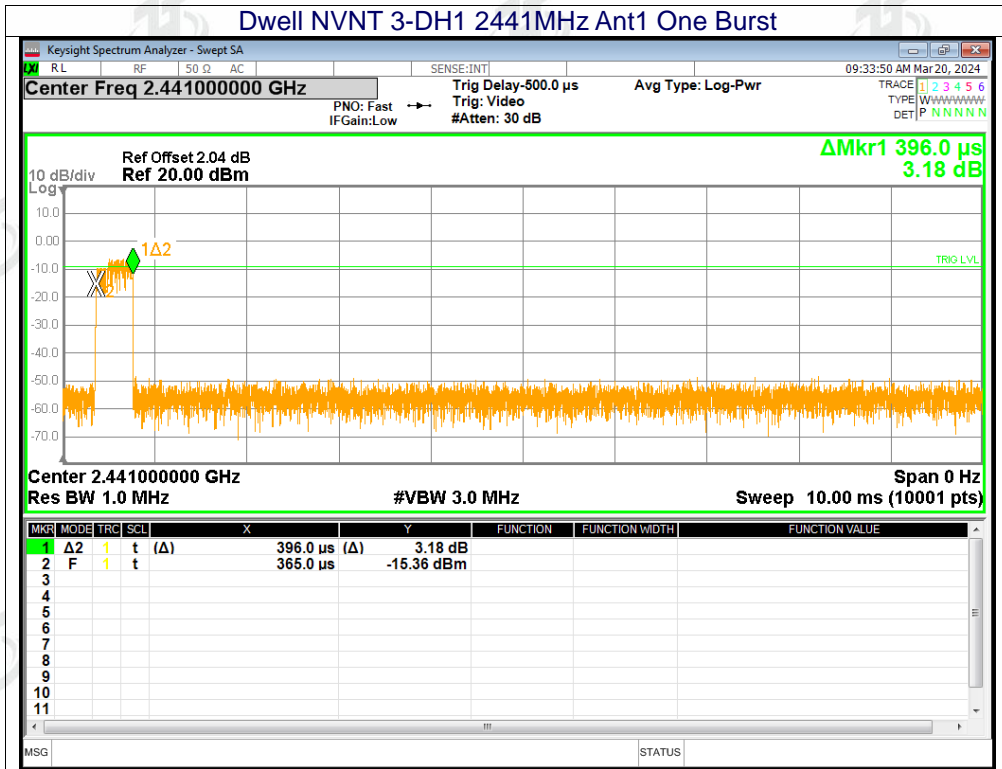 Dwell NVNT 3-DH1 2441MHz Ant1 One Burst
Keysight Spectrum Analyzer - Swept SA
LXI RL RF 50 Ω AC SENSE:INT 09:33:50 AM Mar 20, 2024
Center Freq 2.441000000 GHz
PNO: Fast
IFGain:Low
Trig Delay-500.0 µs
Trig: Video
#Atten: 30 dB
Avg Type: Log-Pwr
TRACE 1 2 3 4 5 6
TYPE WWWWWWW
DET P N N N N N
ΔMkr1 396.0 µs
3.18 dB
Ref Offset 2.04 dB
10 dB/div Ref 20.00 dBm
Log
10.0
0.00
-10.0
-20.0
-30.0
-40.0
-50.0
-60.0
-70.0
1Δ2
2
TRIG LVL
Center 2.441000000 GHz Span 0 Hz
Res BW 1.0 MHz #VBW 3.0 MHz Sweep 10.00 ms (10001 pts)
MKR MODE TRC SCL X Y FUNCTION FUNCTION WIDTH FUNCTION VALUE
1 Δ2 1 t (Δ) 396.0 µs (Δ) 3.18 dB
2 F 1 t 365.0 µs -15.36 dBm
3
4
5
6
7
8
9
10
11
MSG STATUS